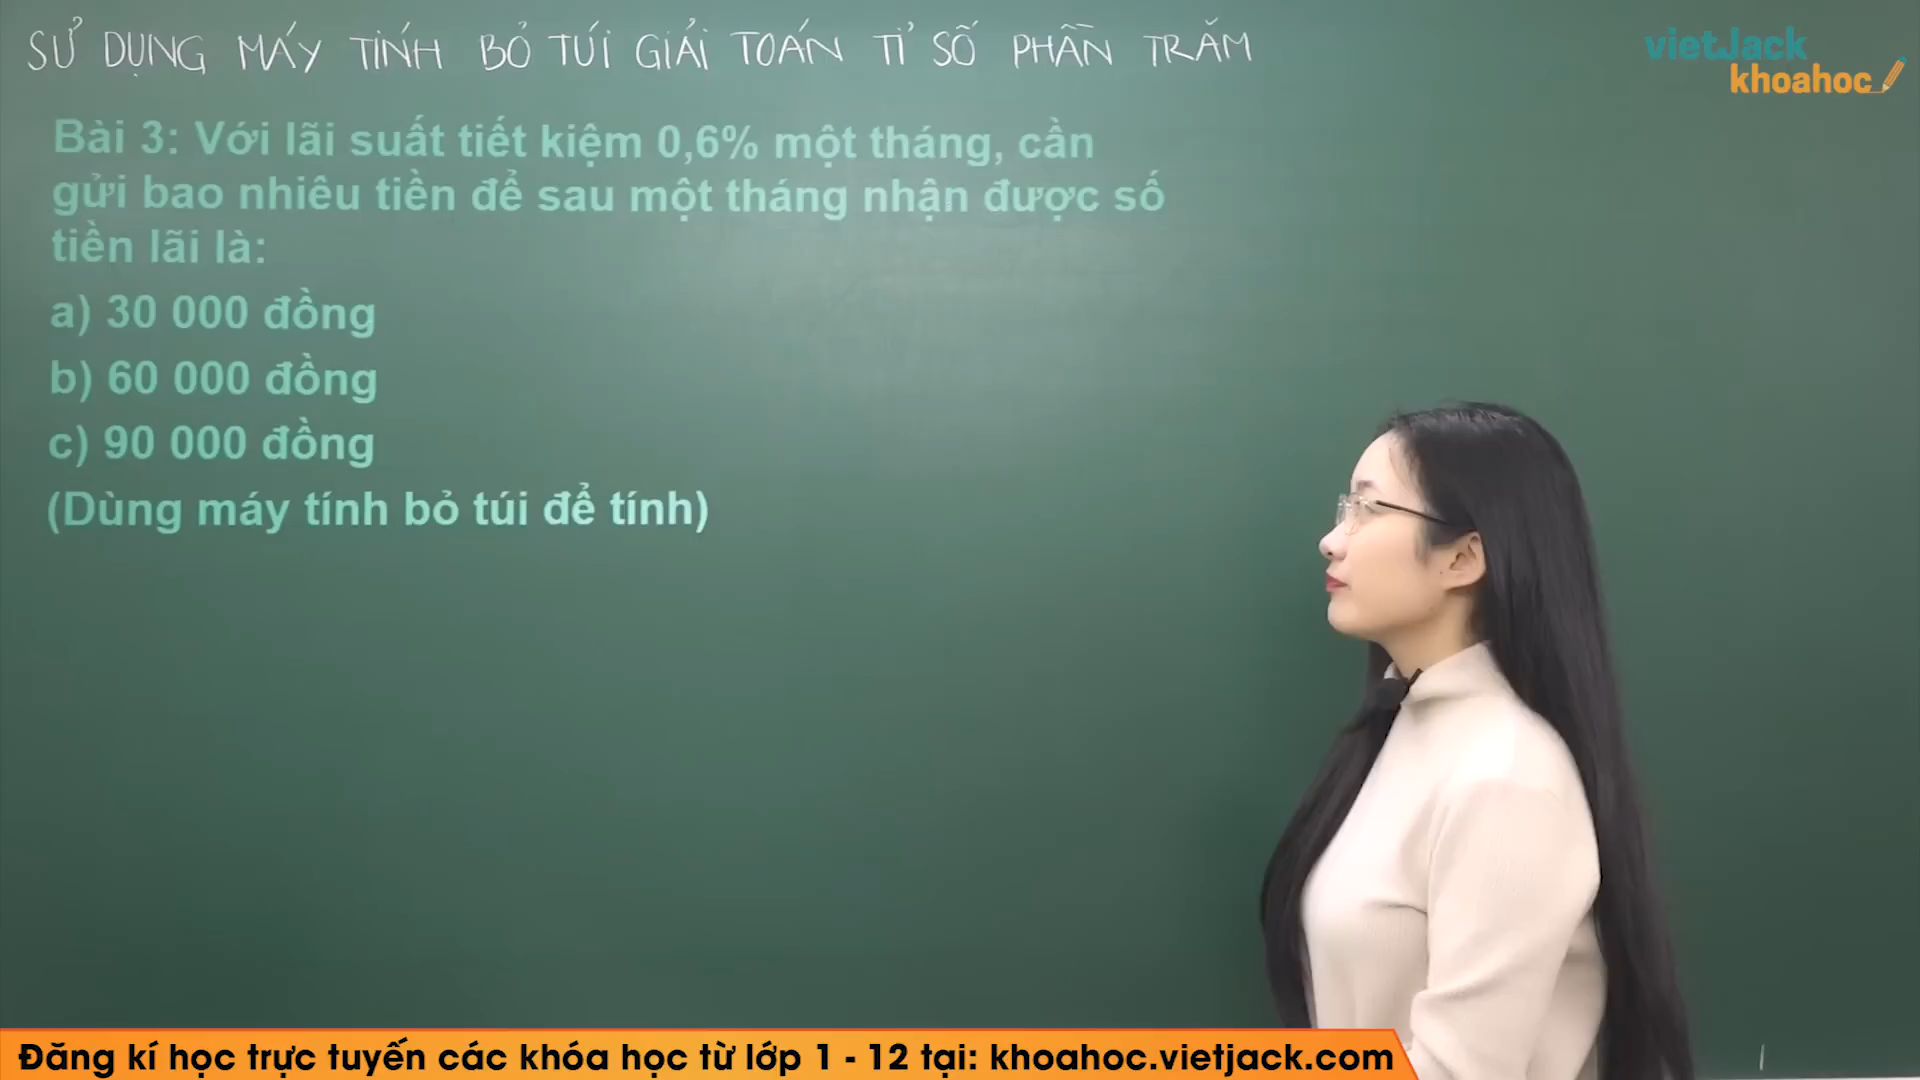 SỬ DỤNG MÁY TÍNH BỎ TÚI GIẢI TOÁN TỈ SỐ PHẦN TRĂM
vietJack
khoahoc
Bài 3: Với lãi suất tiết kiệm 0,6% một tháng, cần
gửi bao nhiêu tiền để sau một tháng nhận được số
tiền lãi là:
a) 30 000 đồng
b) 60 000 đồng
c) 90 000 đồng
(Dùng máy tính bỏ túi để tính)
Đăng kí học trực tuyến các khóa học từ lớp 1 - 12 tại: khoahoc.vietjack.com